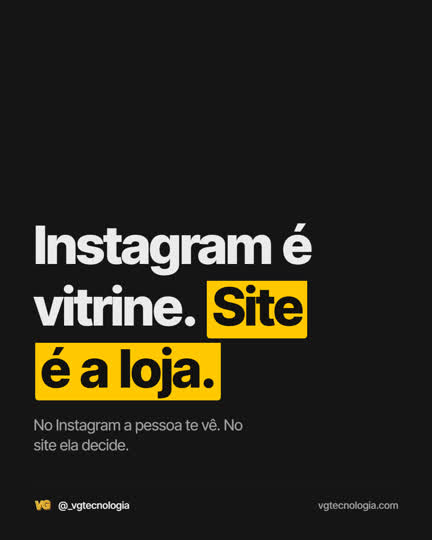 Instagram é
vitrine. Site
é a loja.
No Instagram a pessoa te vê. No
site ela decide.
VG @_vgtecnologia vgtecnologia.com